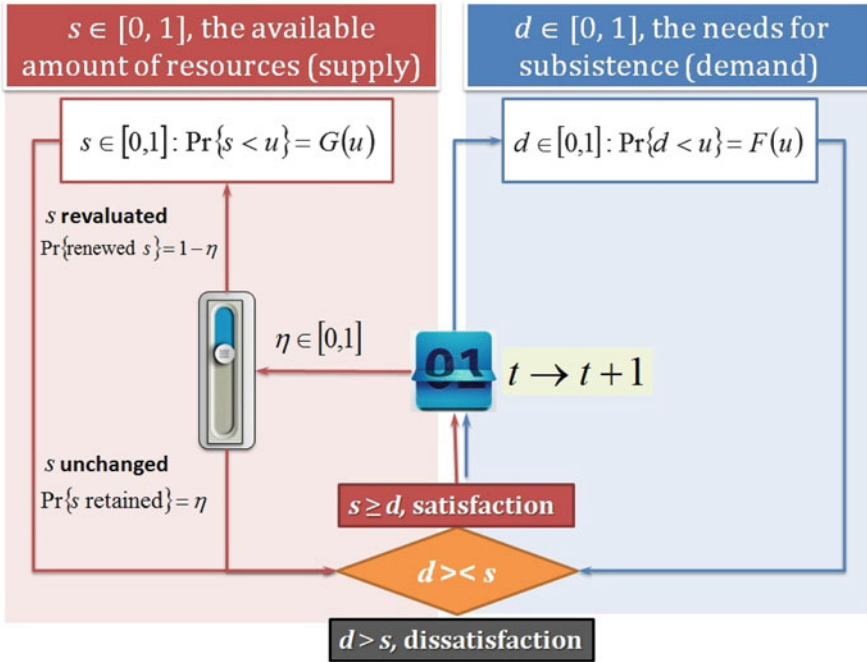 s ∈ [0, 1], the available
amount of resources (supply)
d ∈ [0, 1], the needs for
subsistence (demand)
s ∈ [0,1] : Pr{s < u} = G(u)
d ∈ [0,1] : Pr{d < u} = F(u)
s revaluated
Pr{renewed s} = 1 − η
η ∈ [0,1]
01
t → t + 1
s unchanged
Pr{s retained} = η
s ≥ d, satisfaction
d >< s
d > s, dissatisfaction